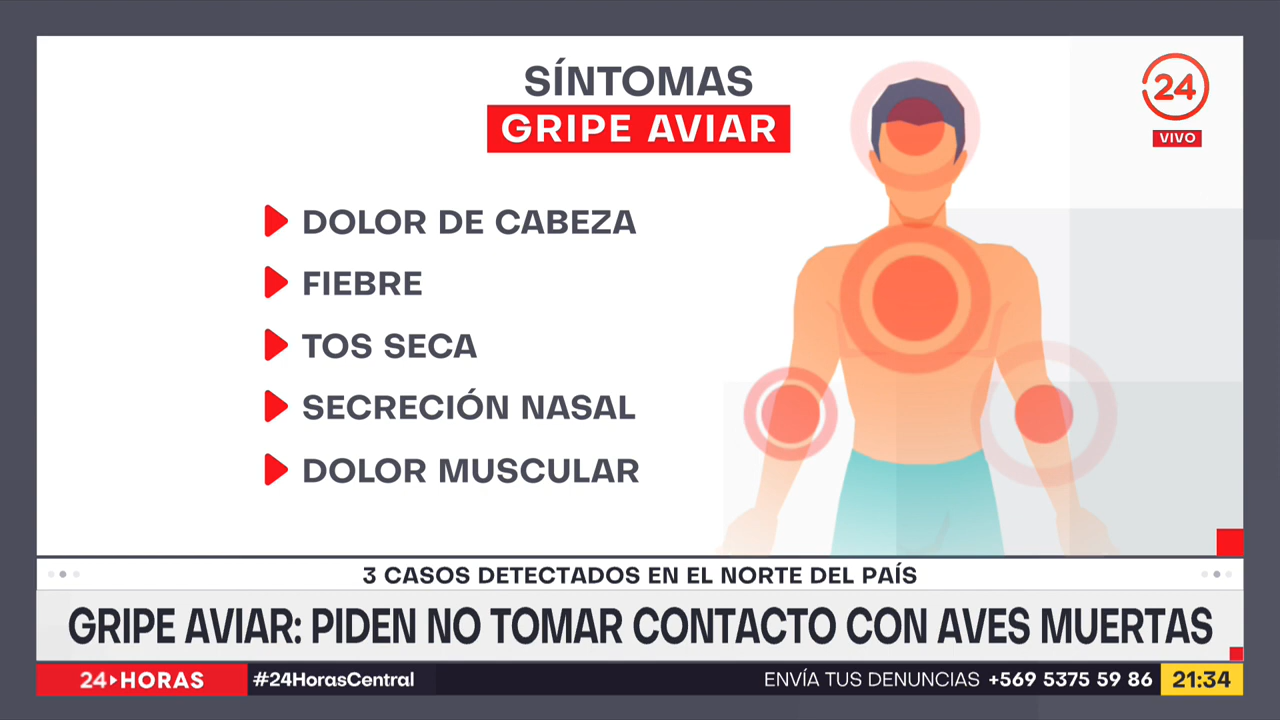 SÍNTOMAS
GRIPE AVIAR
24
VIVO
DOLOR DE CABEZA
FIEBRE
TOS SECA
SECRECIÓN NASAL
DOLOR MUSCULAR
3 CASOS DETECTADOS EN EL NORTE DEL PAÍS
GRIPE AVIAR: PIDEN NO TOMAR CONTACTO CON AVES MUERTAS
24 HORAS #24HorasCentral ENVÍA TUS DENUNCIAS +569 5375 59 86 21:34